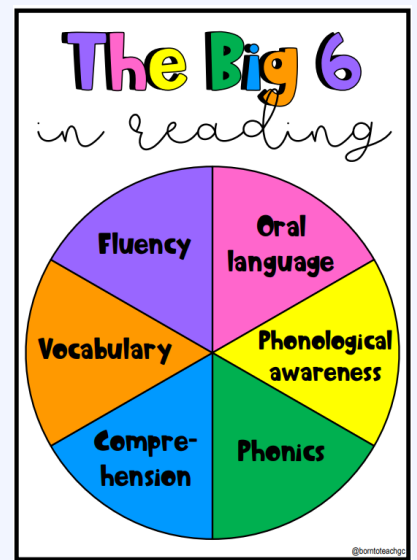 The Big 6
in reading
Fluency
Oral
language
Vocabulary
Phonological
awareness
Compre-
hension
Phonics
@borntoteachgc